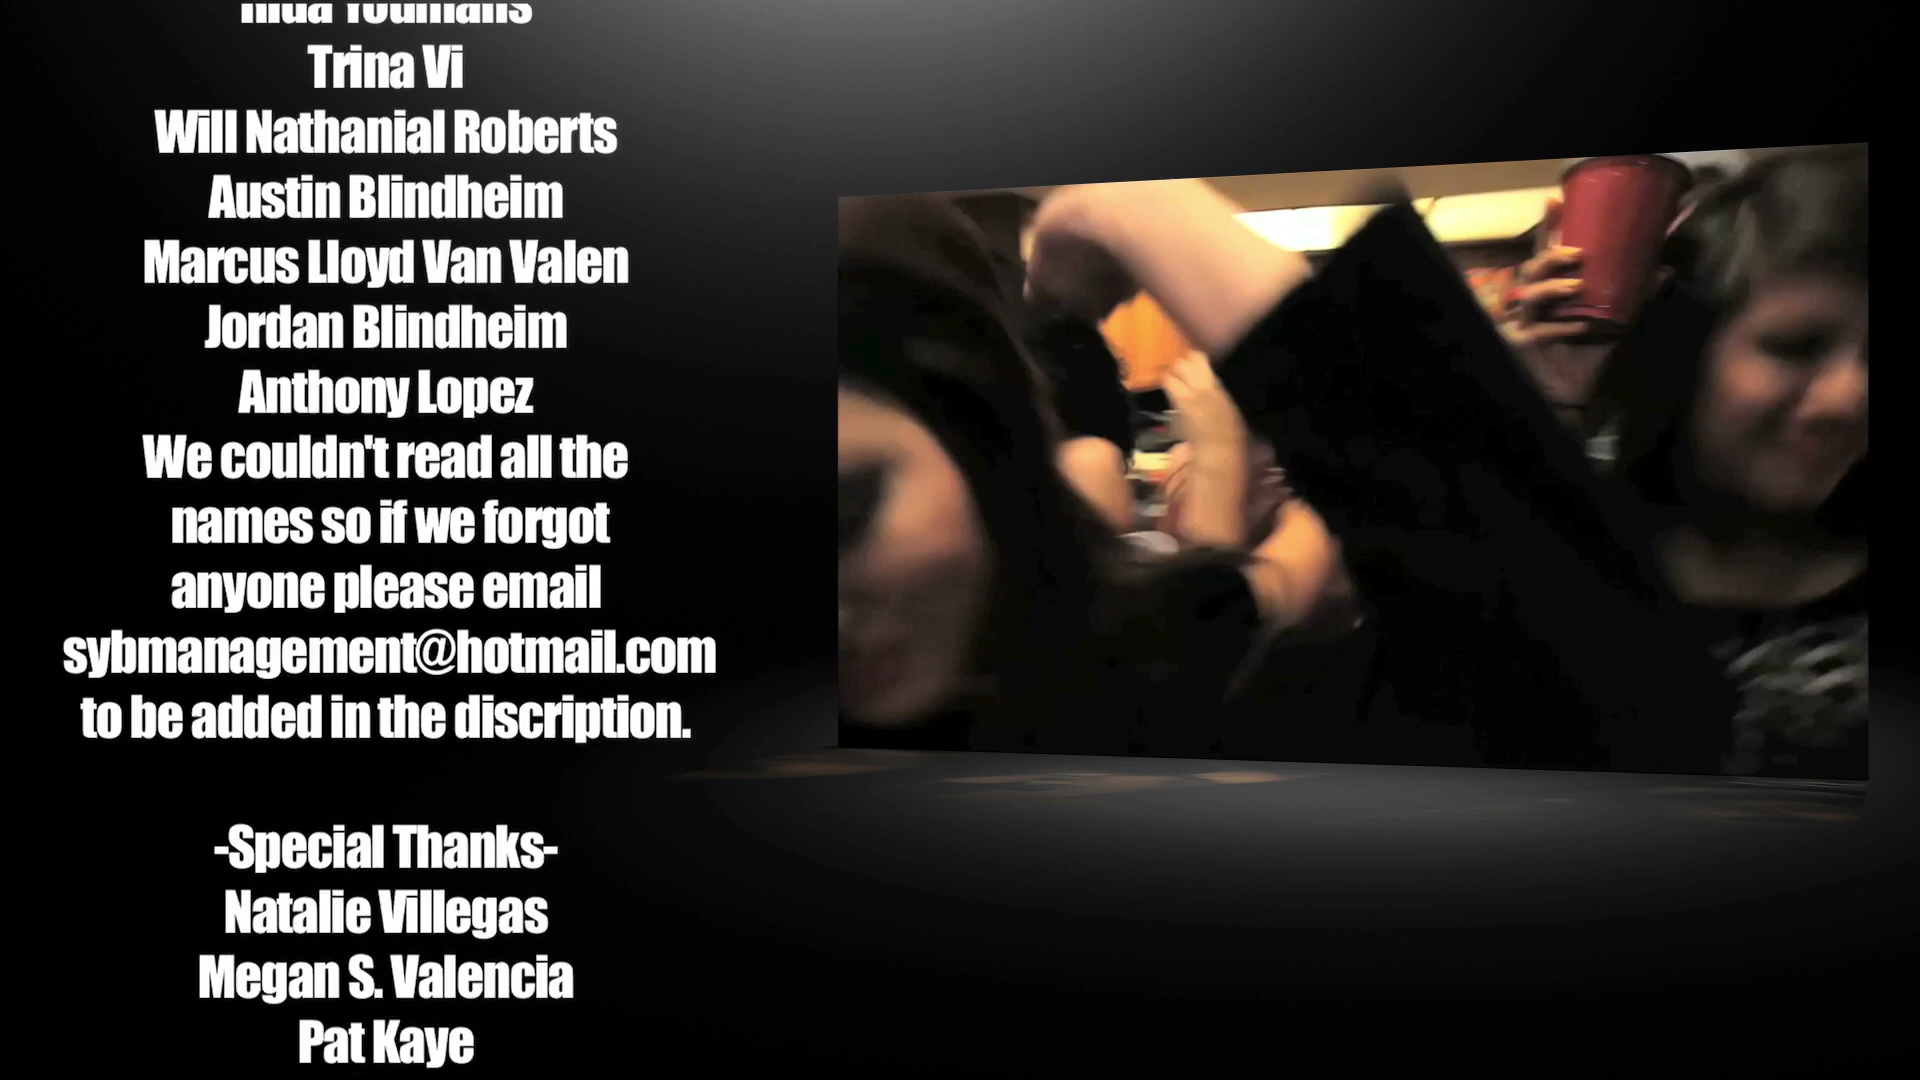 Youmans
Trina Vi
Will Nathanial Roberts
Austin Blindheim
Marcus Lloyd Van Valen
Jordan Blindheim
Anthony Lopez
We couldn't read all the
names so if we forgot
anyone please email
sybmanagement@hotmail.com
to be added in the discription.
-Special Thanks-
Natalie Villegas
Megan S. Valencia
Pat Kaye